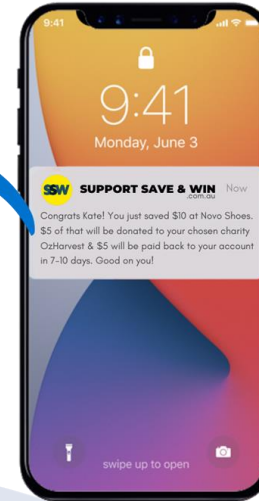 9:41
9:41
Monday, June 3
SSW SUPPORT SAVE & WIN Now
.com.au
Congrats Kate! You just saved $10 at Novo Shoes.
$5 of that will be donated to your chosen charity
OzHarvest & $5 will be paid back to your account
in 7-10 days. Good on you!
swipe up to open